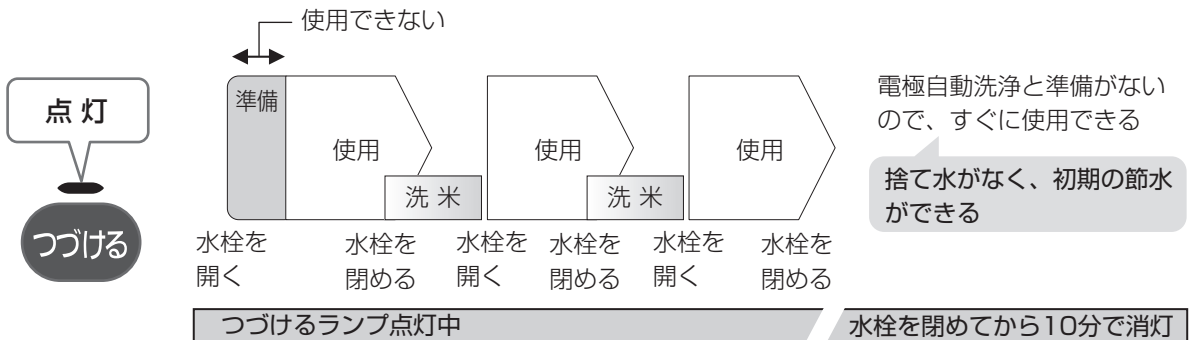 使用できない
点灯
つづける
準備
使用
洗米
使用
洗米
使用
水栓を
開く
水栓を
閉める
水栓を
開く
水栓を
閉める
水栓を
開く
水栓を
閉める
電極自動洗浄と準備がない
ので、すぐに使用できる
捨て水がなく、初期の節水
ができる
つづけるランプ点灯中
水栓を閉めてから10分で消灯